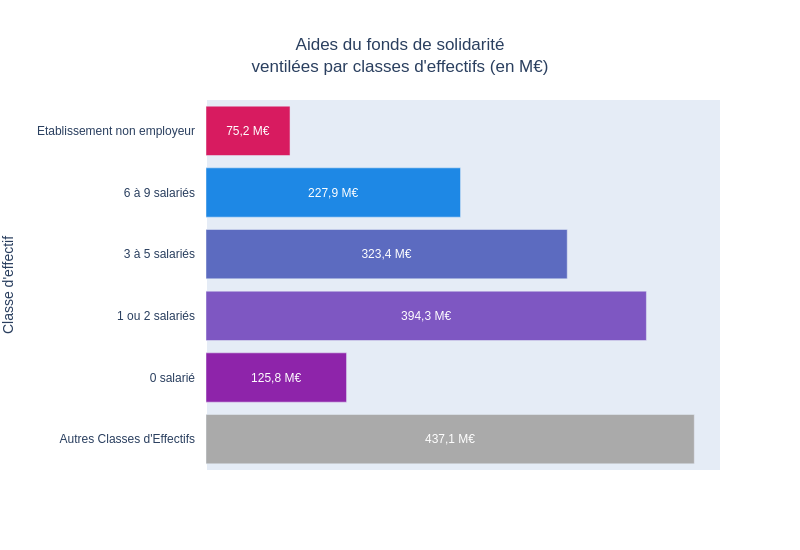 Aides du fonds de solidarité
ventilées par classes d'effectifs (en M€)
Classe d'effectif
Etablissement non employeur
75,2 M€
6 à 9 salariés
227,9 M€
3 à 5 salariés
323,4 M€
1 ou 2 salariés
394,3 M€
0 salarié
125,8 M€
Autres Classes d'Effectifs
437,1 M€